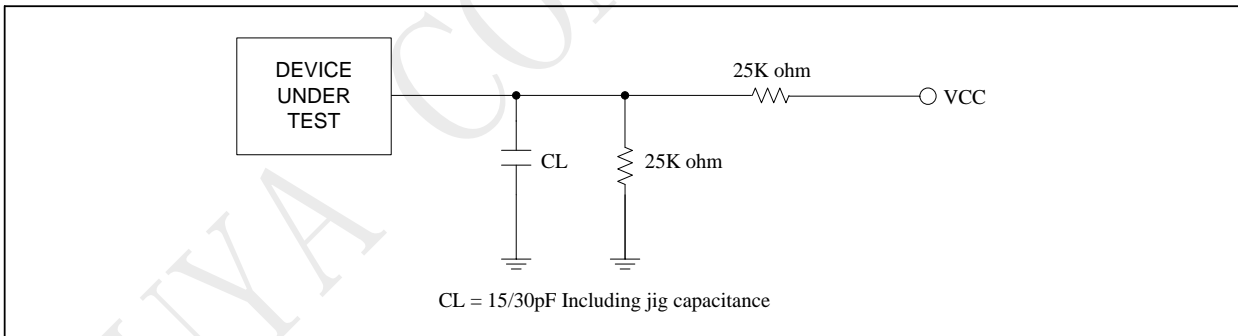 DEVICE
UNDER
TEST
25K ohm
VCC
CL
25K ohm
CL = 15/30pF Including jig capacitance